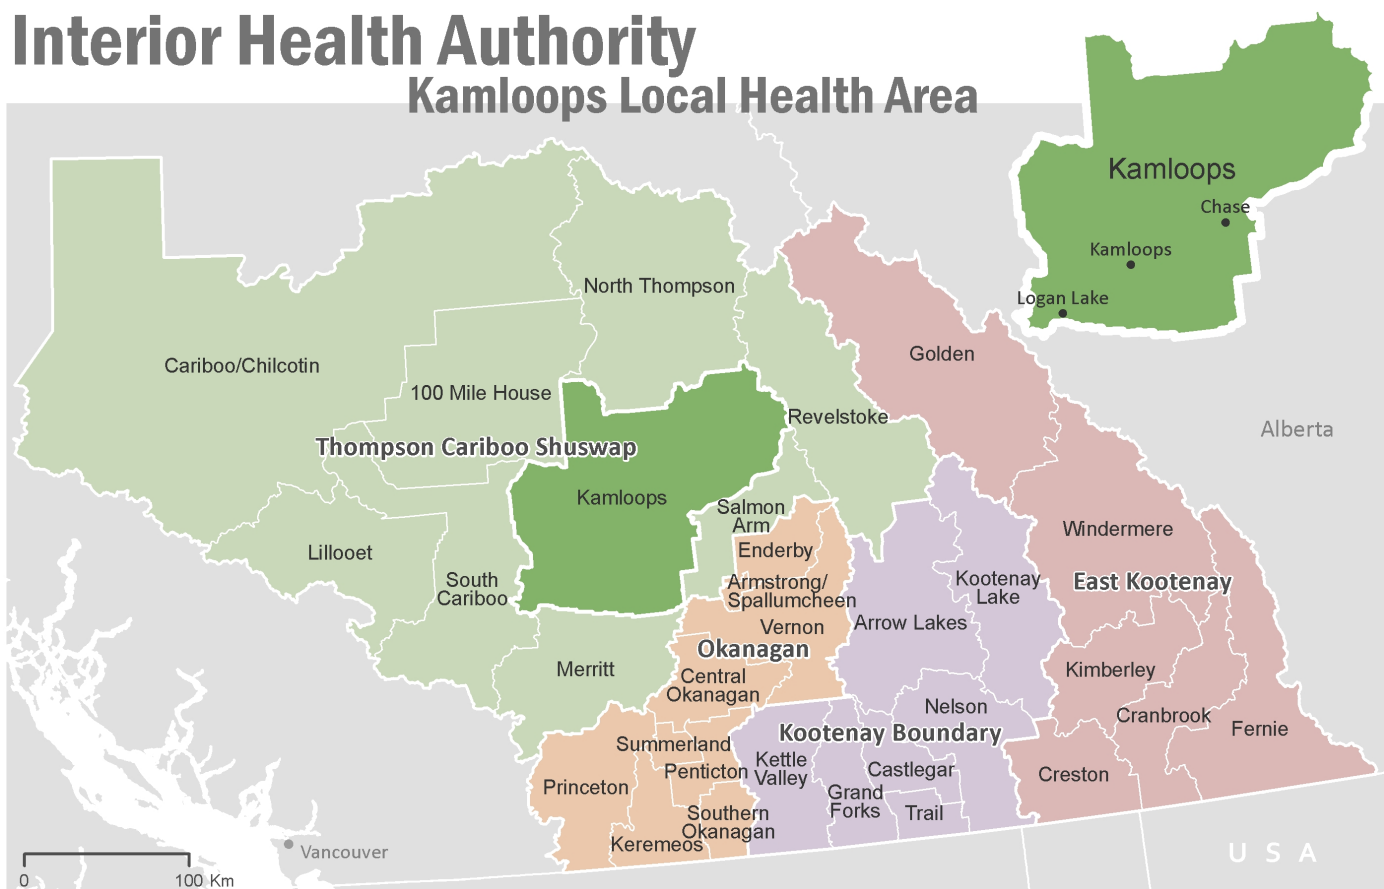 Interior Health Authority
Kamloops Local Health Area
Kamloops
Chase
Kamloops
Logan Lake
North Thompson
Cariboo/Chilcotin
100 Mile House
Golden
Revelstoke
Alberta
Thompson Cariboo Shuswap
Kamloops
Salmon
Arm
Enderby
Lillooet
South
Cariboo
Armstrong/
Spallumcheen
Vernon
Windermere
East Kootenay
Kootenay
Lake
Arrow Lakes
Okanagan
Merritt
Central
Okanagan
Kimberley
Nelson
Cranbrook
Fernie
Kootenay Boundary
Summerland
Penticton
Kettle
Valley
Castlegar
Creston
Princeton
Grand
Forks
Trail
Southern
Okanagan
Keremeos
Vancouver
USA
0
100 Km